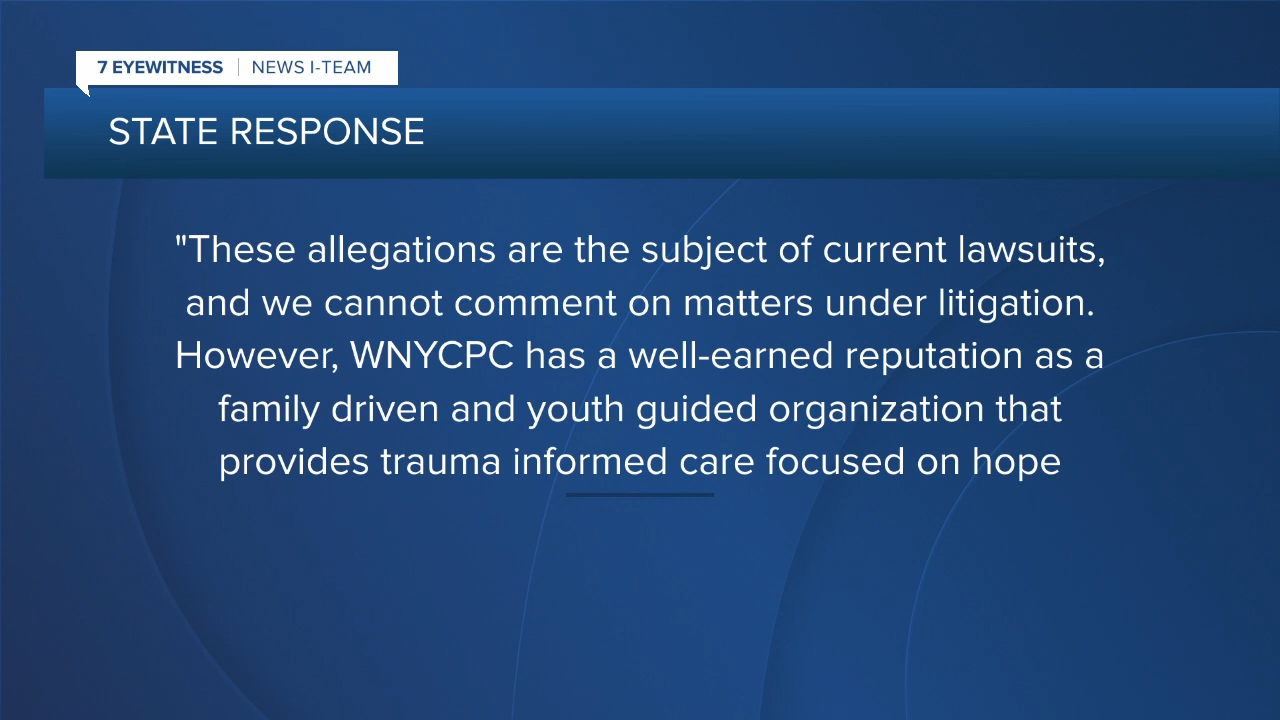 7 EYEWITNESS | NEWS I-TEAM
STATE RESPONSE
"These allegations are the subject of current lawsuits,
and we cannot comment on matters under litigation.
However, WNYCPC has a well-earned reputation as a
family driven and youth guided organization that
provides trauma informed care focused on hope